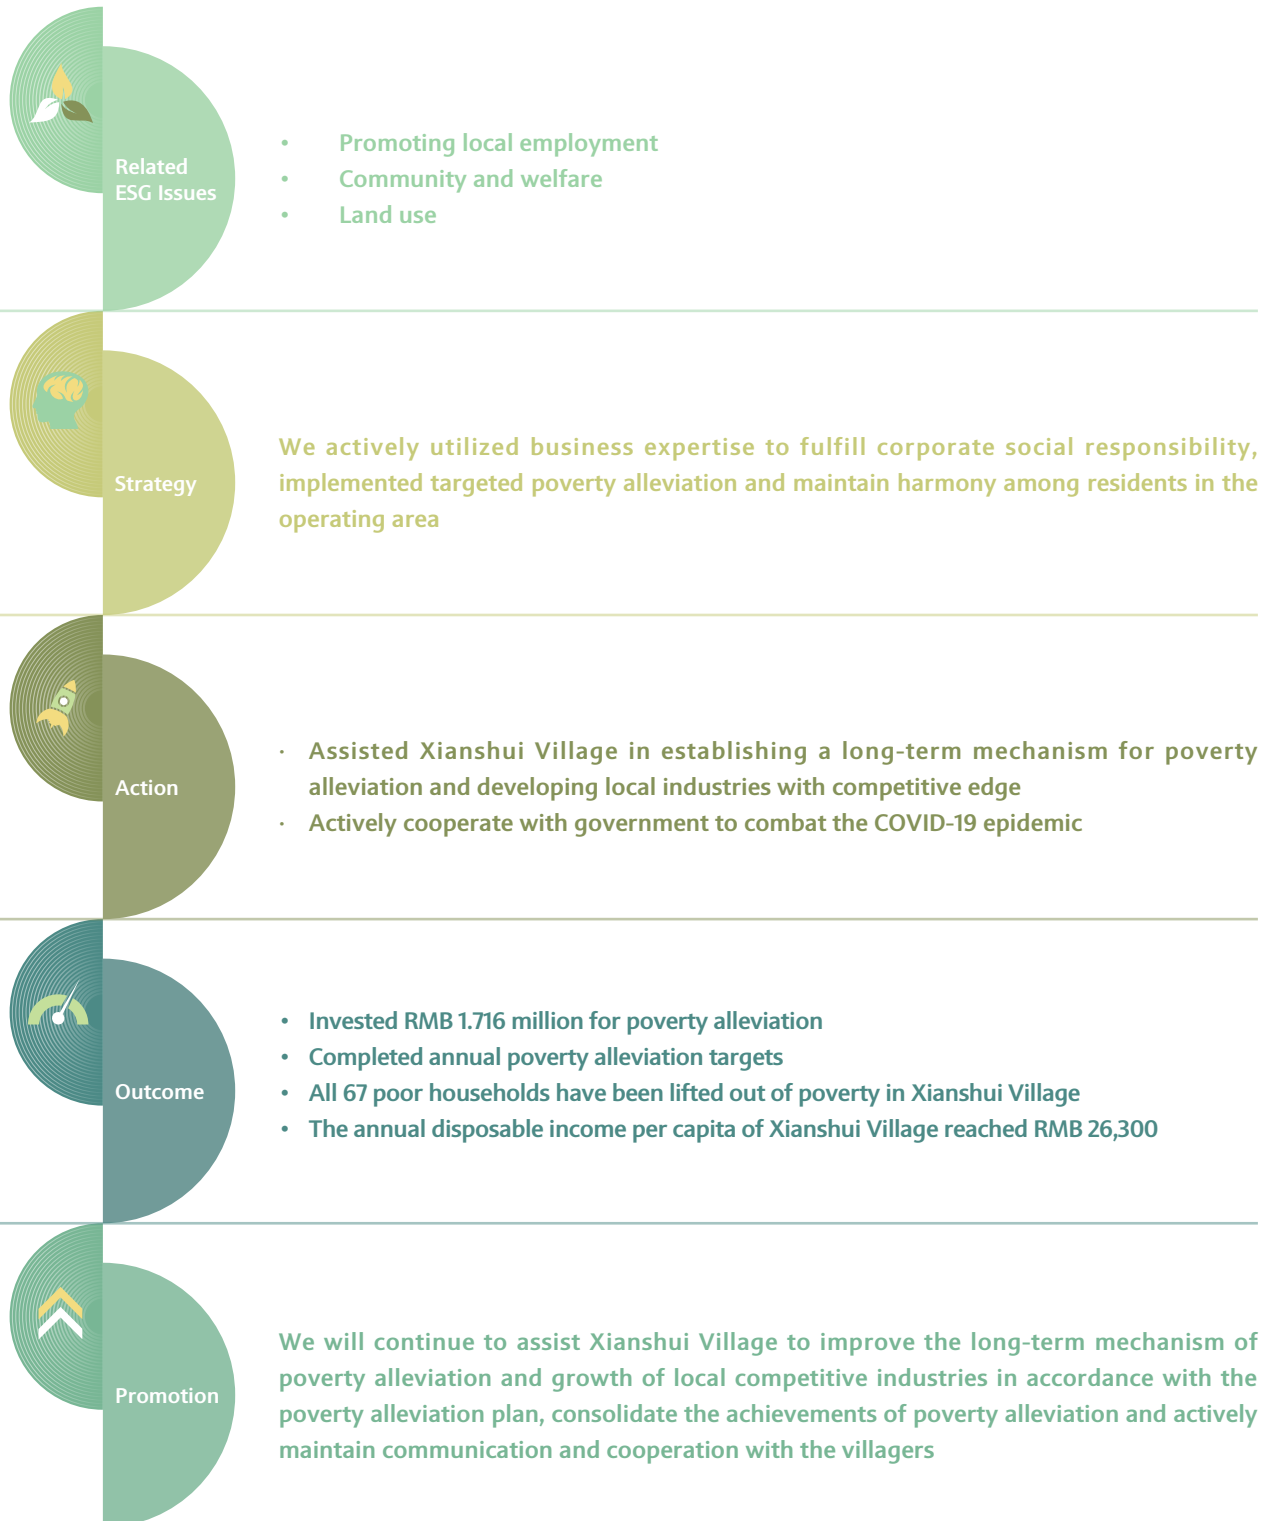 Related
ESG Issues
• Promoting local employment
• Community and welfare
• Land use
Strategy
We actively utilized business expertise to fulfill corporate social responsibility,
implemented targeted poverty alleviation and maintain harmony among residents in the
operating area
Action
· Assisted Xianshui Village in establishing a long-term mechanism for poverty
alleviation and developing local industries with competitive edge
· Actively cooperate with government to combat the COVID-19 epidemic
Outcome
• Invested RMB 1.716 million for poverty alleviation
• Completed annual poverty alleviation targets
• All 67 poor households have been lifted out of poverty in Xianshui Village
• The annual disposable income per capita of Xianshui Village reached RMB 26,300
Promotion
We will continue to assist Xianshui Village to improve the long-term mechanism of
poverty alleviation and growth of local competitive industries in accordance with the
poverty alleviation plan, consolidate the achievements of poverty alleviation and actively
maintain communication and cooperation with the villagers